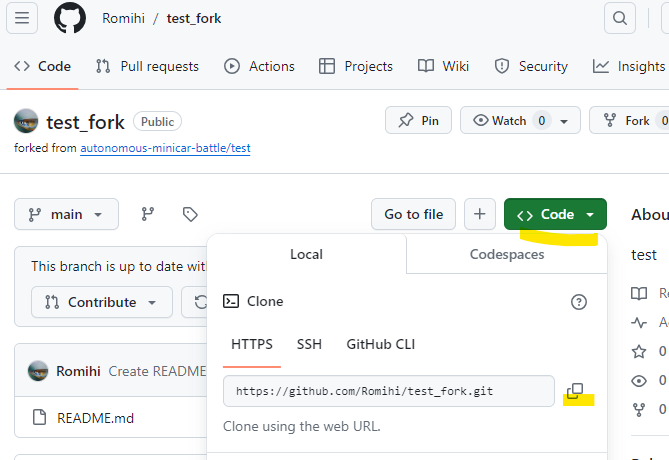 Romihi / test_fork
Code Pull requests Actions Projects Wiki Security Insights
test_fork Public
Pin Watch 0 Fork 0
forked from autonomous-minicar-battle/test
main Go to file Code
About
Local Codespaces
test
This branch is up to date with
Clone
Contribute
HTTPS SSH GitHub CLI
Romihi Create README
https://github.com/Romihi/test_fork.git
README.md
Clone using the web URL.
0
0
0